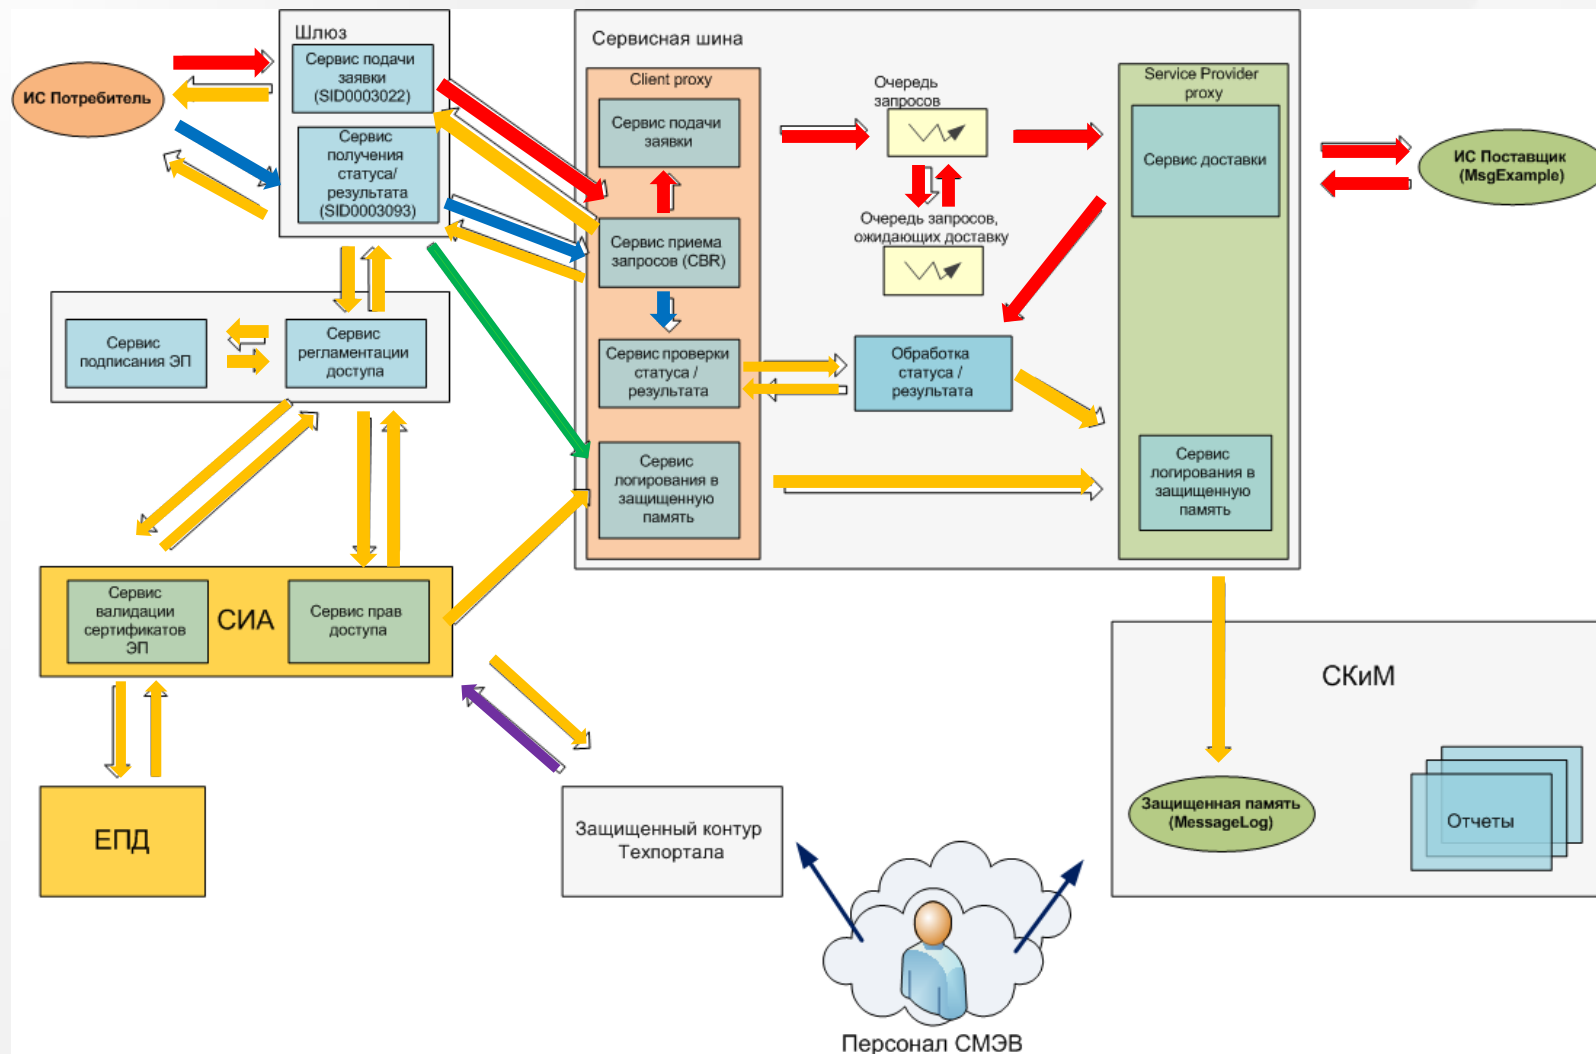 Шлюз
Сервис подачи
заявки
(SID0003022)
ИС Потребитель
Сервис
получения
статуса/
результата
(SID0003093)
Сервисная шина
Client proxy
Сервис подачи
заявки
Сервис приема
запросов (CBR)
Сервис проверки
статуса /
результата
Сервис
логирования в
защищенную
память
Очередь
запросов
Очередь запросов,
ожидающих доставку
Обработка
статуса /
результата
Service Provider
proxy
Сервис доставки
Сервис
логирования в
защищенную
память
ИС Поставщик
(MsgExample)
Сервис
подписания ЭП
Сервис
регламентации
доступа
Сервис
валидации
сертификатов
ЭП
СИА
Сервис прав
доступа
ЕПД
Защищенный контур
Техпортала
СКиМ
Защищенная память
(MessageLog)
Отчеты
Персонал СМЭВ